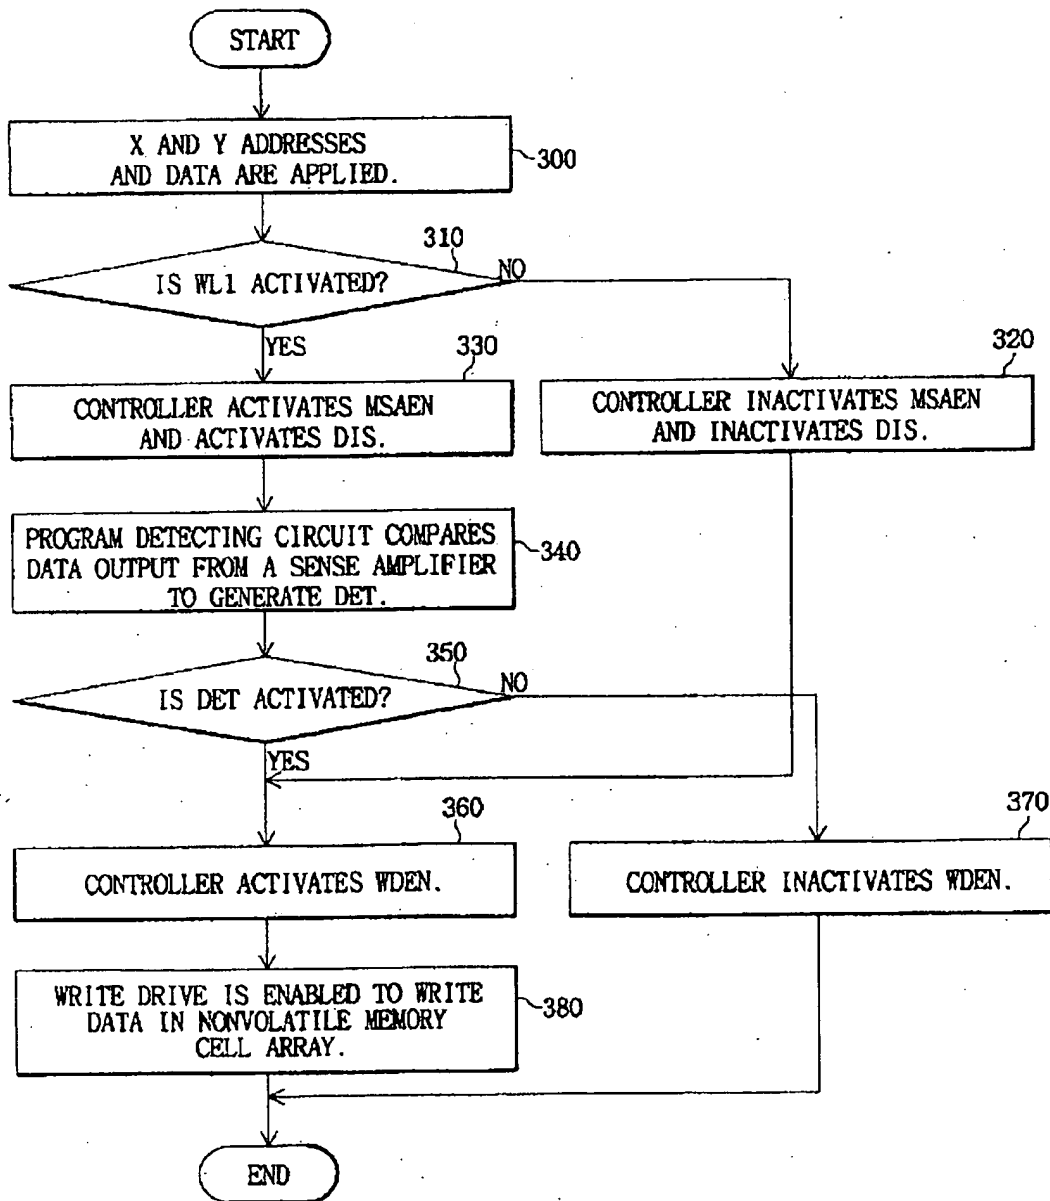 START
X AND Y ADDRESSES
AND DATA ARE APPLIED.
300
310
IS WL1 ACTIVATED?
NO
YES
330
CONTROLLER ACTIVATES MSAEN
AND ACTIVATES DIS.
320
CONTROLLER INACTIVATES MSAEN
AND INACTIVATES DIS.
PROGRAM DETECTING CIRCUIT COMPARES
DATA OUTPUT FROM A SENSE AMPLIFIER
TO GENERATE DET.
340
350
IS DET ACTIVATED?
NO
YES
360
CONTROLLER ACTIVATES WDEN.
370
CONTROLLER INACTIVATES WDEN.
WRITE DRIVE IS ENABLED TO WRITE
DATA IN NONVOLATILE MEMORY
CELL ARRAY.
380
END